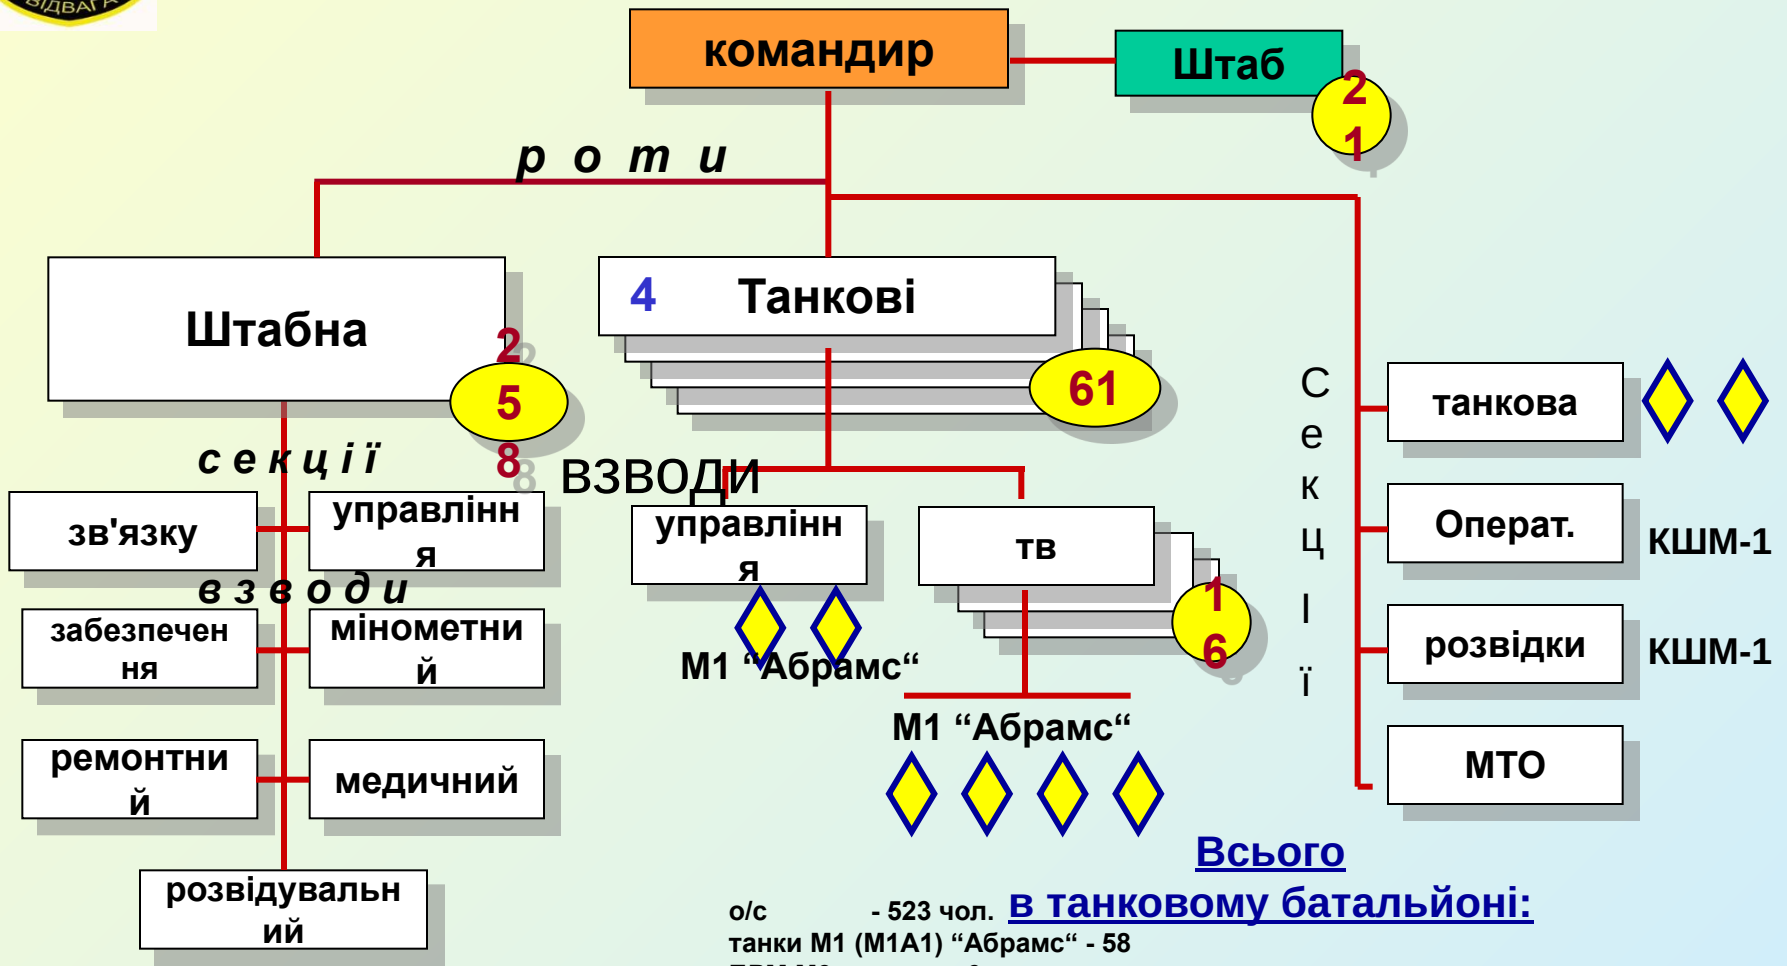 ВІДВАГА
командир
Штаб
2
1
р о т и
Штабна
2
5
8
4 Танкові
61
с е к ц і ї
взводи
зв'язку
управлінн
я
в з в о д и
забезпечен
ня
мінометни
й
ремонтни
й
медичний
розвідувальн
ий
управлінн
я
М1 “Абрамс“
тв
1
6
М1 “Абрамс“
С
е
к
ц
І
ї
танкова
Операт.
КШМ-1
розвідки
КШМ-1
МТО
Всього
в танковому батальйоні:
о/с - 523 чол.
танки М1 (М1А1) “Абрамс“ - 58